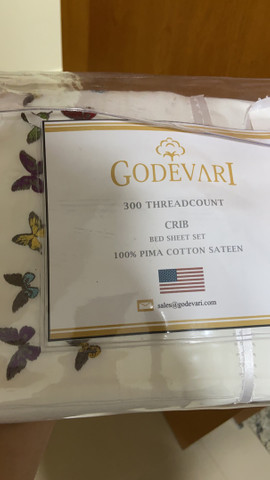 GODEVARI
300 THREADCOUNT
CRIB
BED SHEET SET
100% PIMA COTTON SATEEN
sales@godevari.com